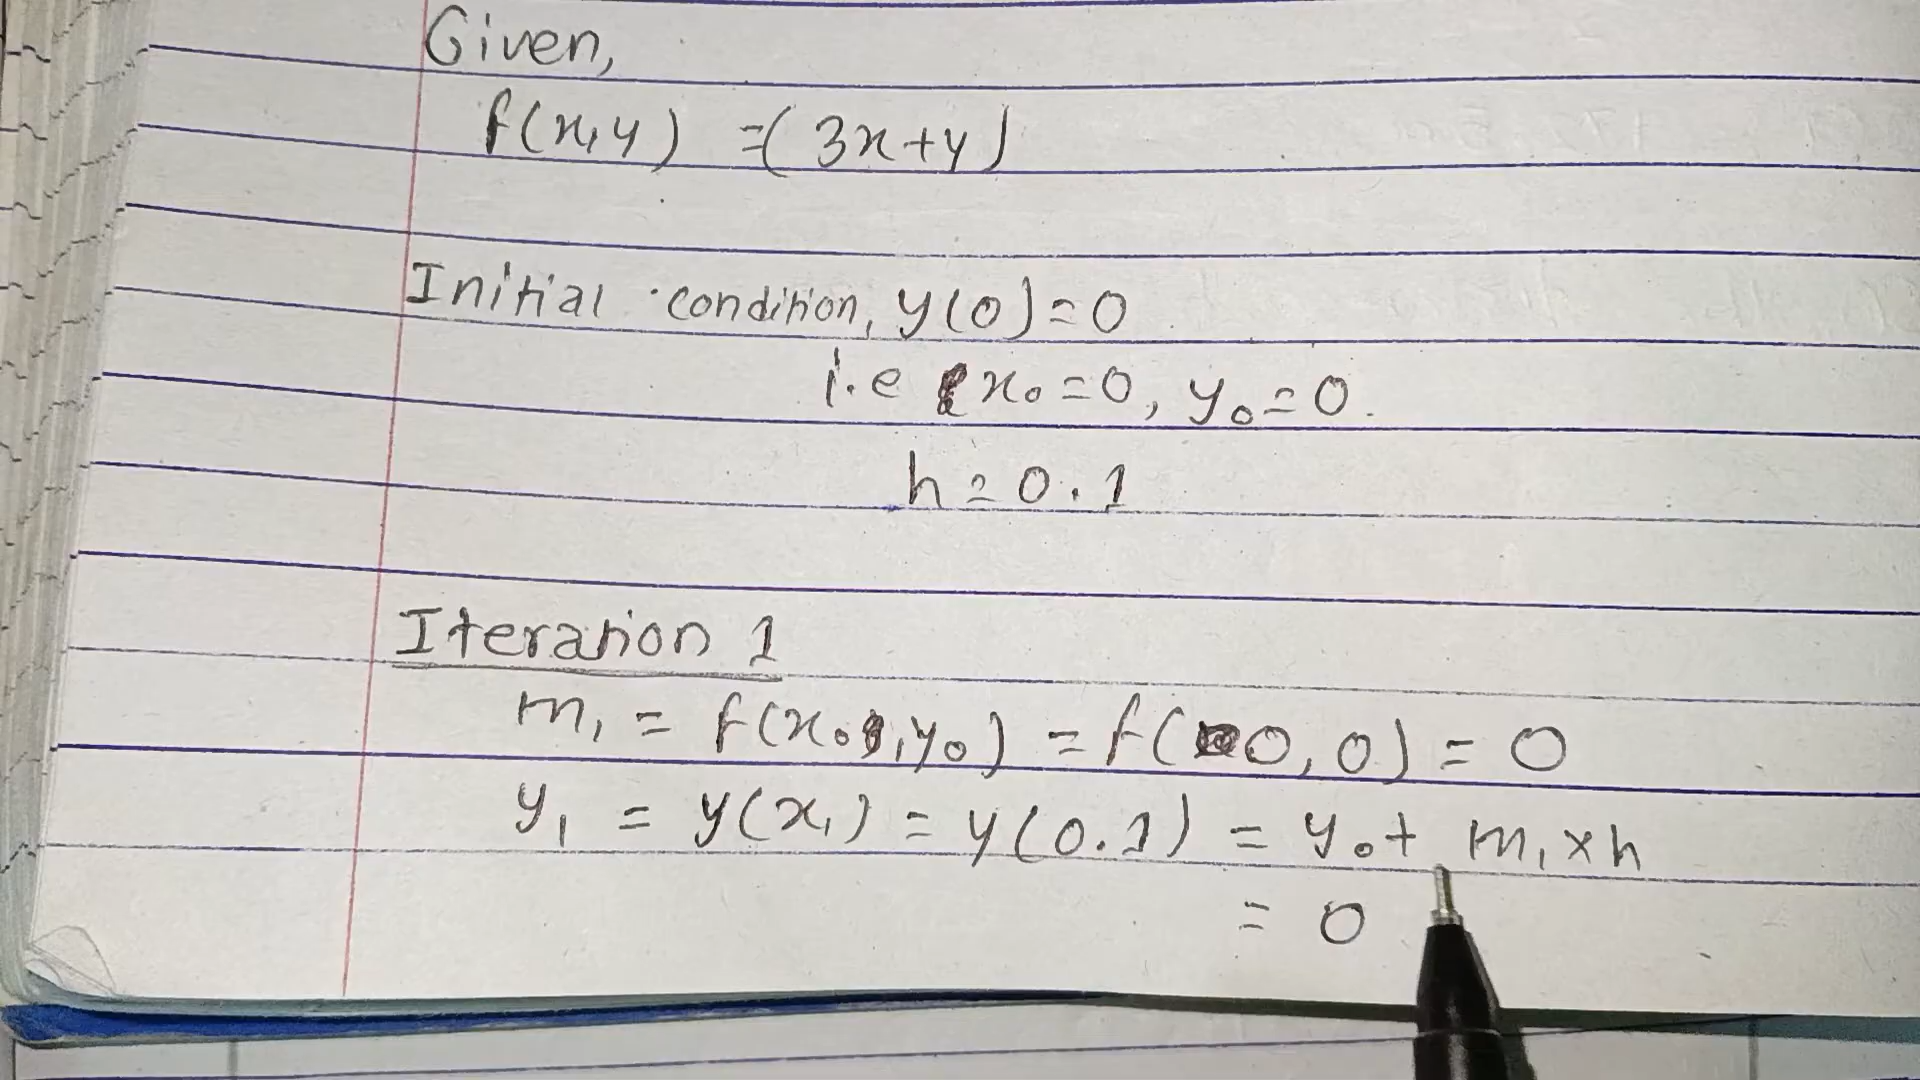 Given,
f(x,y) = (3x+y)
Initial condition, y(0)=0
i.e x₀=0, y₀=0.
h=0.1
Iteration 1
m₁ = f(x₀,y₀) = f(0,0) = 0
y₁ = y(x₁) = y(0.1) = y₀+ m₁×h
= 0